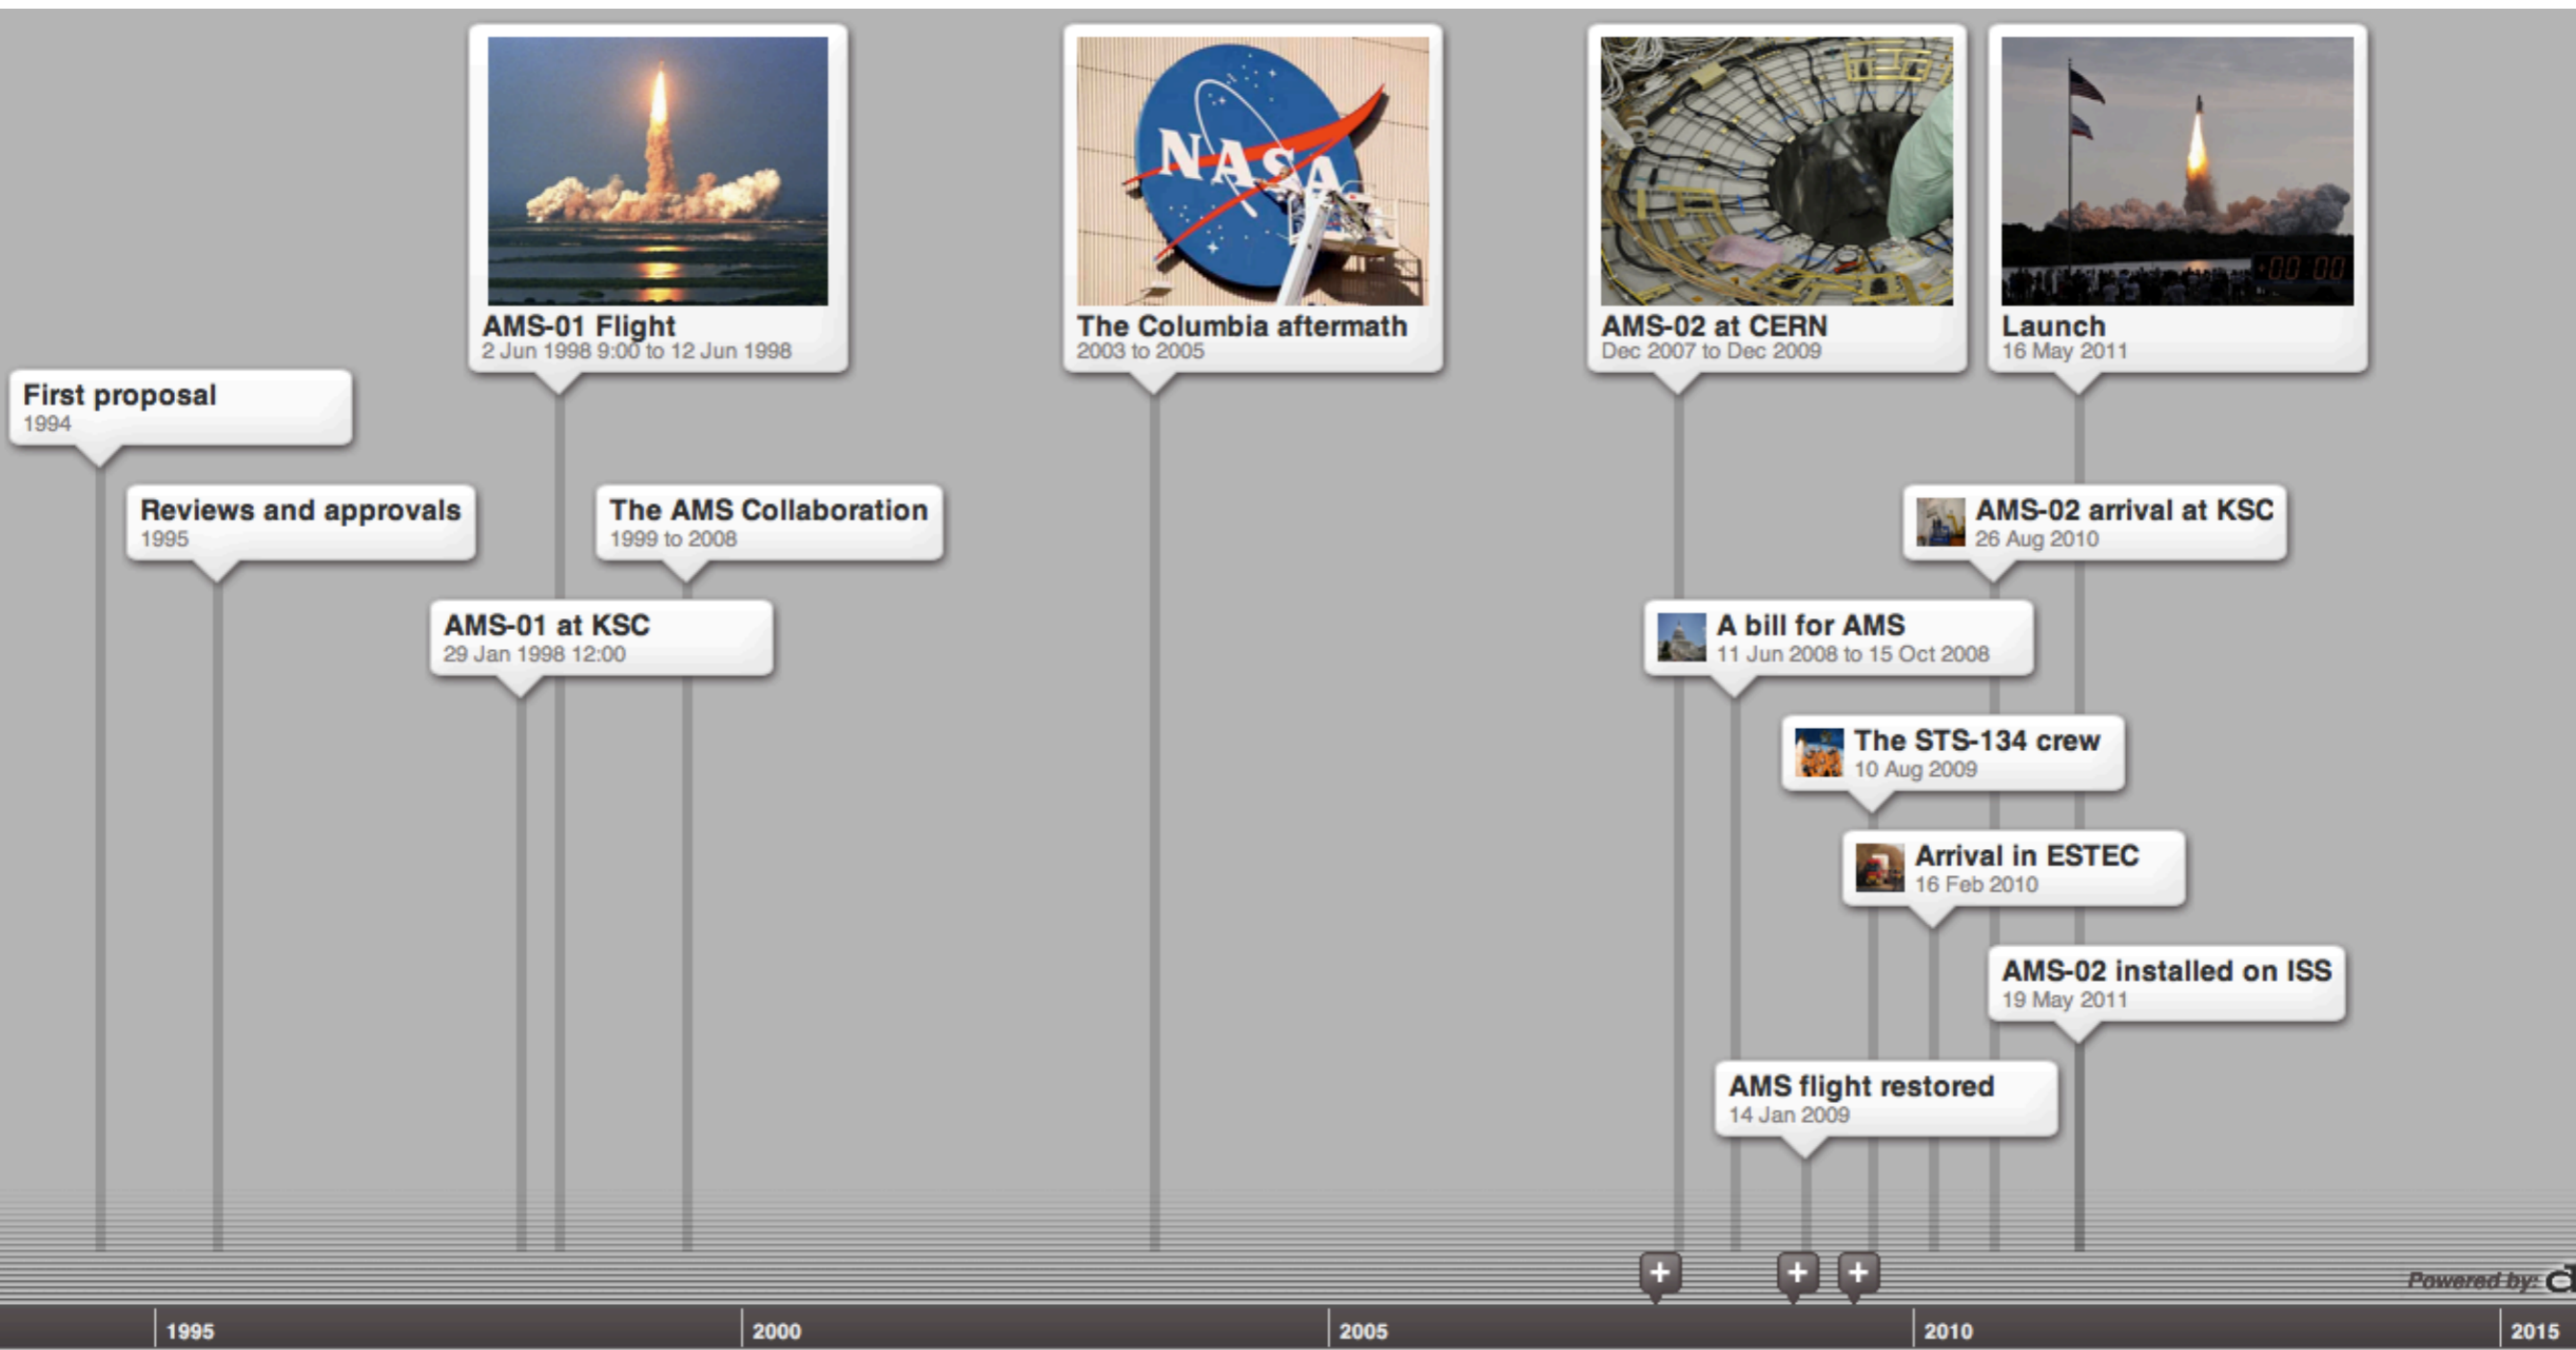 NASA
00 00
AMS-01 Flight
2 Jun 1998 9:00 to 12 Jun 1998
The Columbia aftermath
2003 to 2005
AMS-02 at CERN
Dec 2007 to Dec 2009
Launch
16 May 2011
First proposal
1994
Reviews and approvals
1995
The AMS Collaboration
1999 to 2008
AMS-02 arrival at KSC
26 Aug 2010
AMS-01 at KSC
29 Jan 1998 12:00
A bill for AMS
11 Jun 2008 to 15 Oct 2008
The STS-134 crew
10 Aug 2009
Arrival in ESTEC
16 Feb 2010
AMS-02 installed on ISS
19 May 2011
AMS flight restored
14 Jan 2009
+ + +
Powered by: d
1995 2000 2005 2010 2015